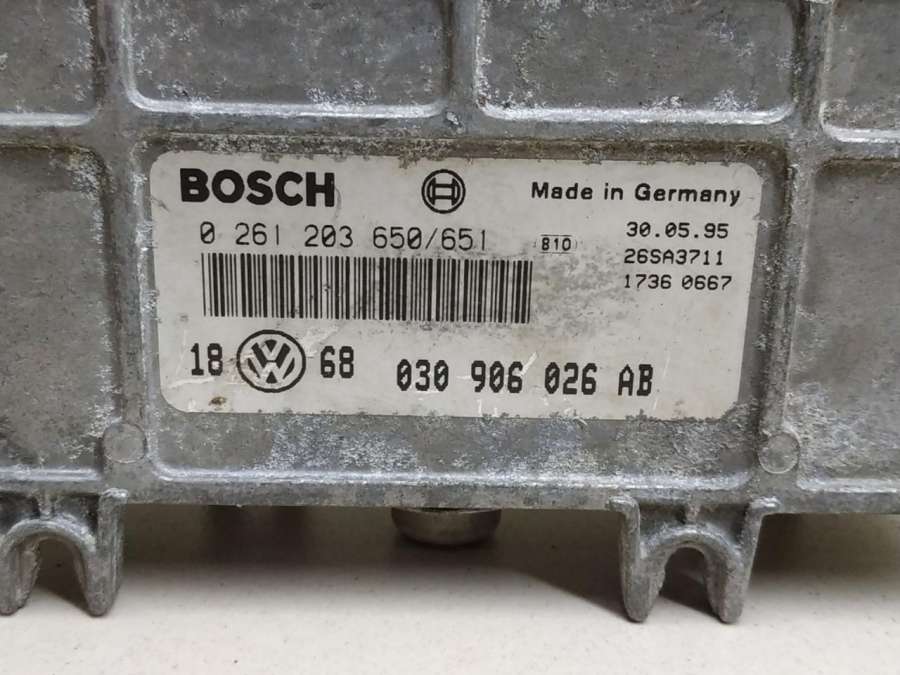 BOSCH
Made in Germany
0 261 203 650/651
810
30.05.95
26SA3711
1736 0667
18 VW 68 030 906 026 AB